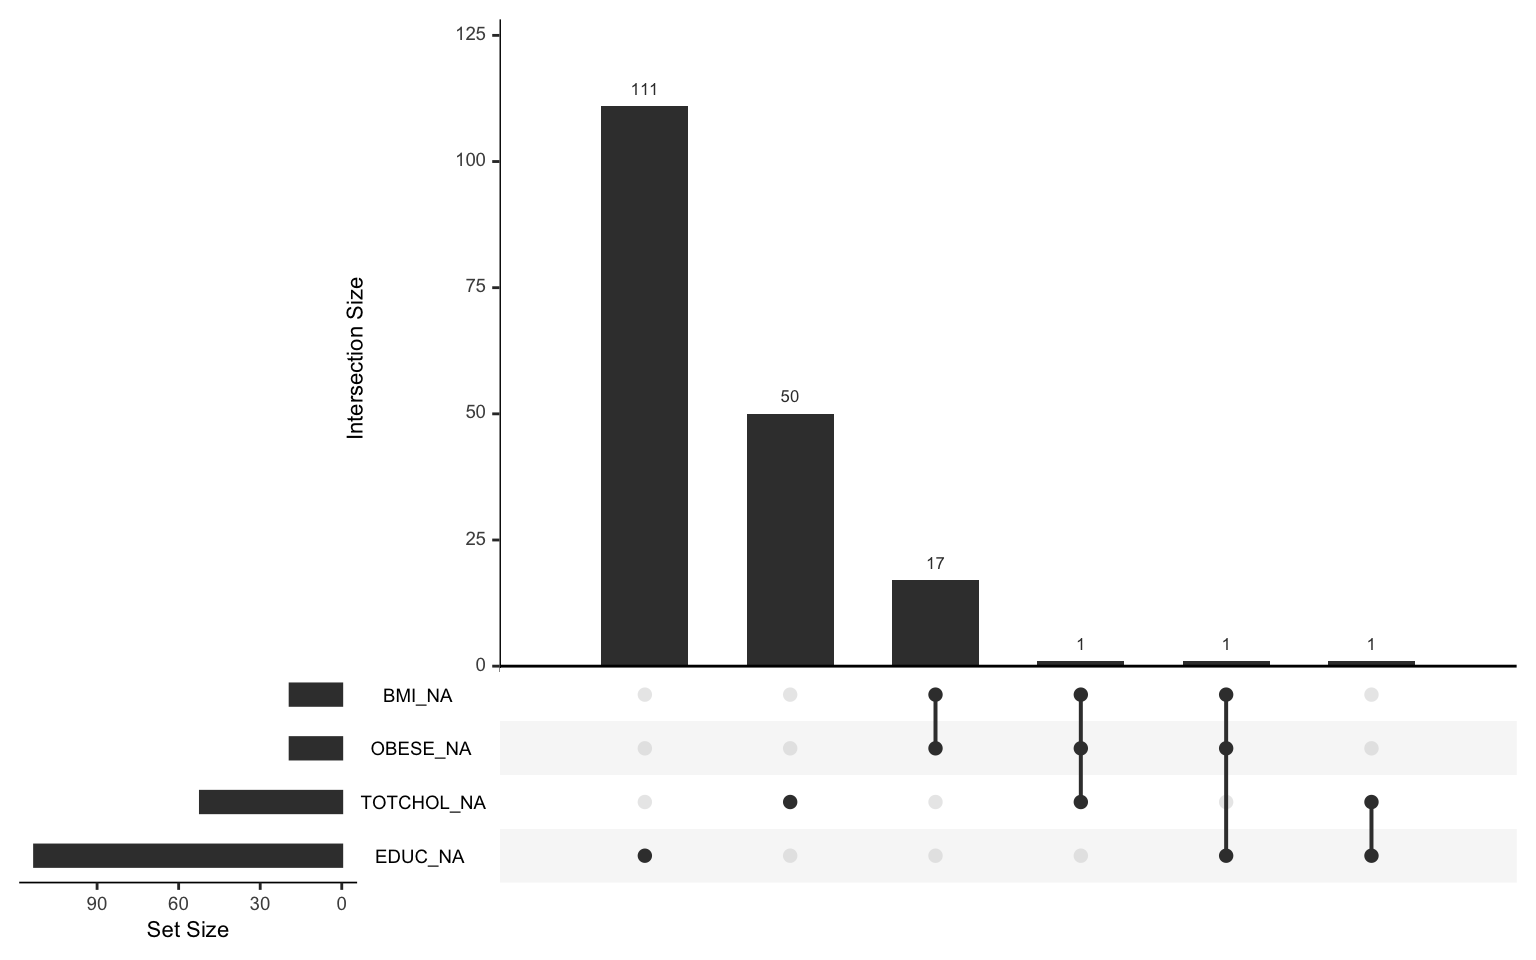 125
100
75
50
25
0
Intersection Size
111
50
17
1
1
1
BMI_NA
OBESE_NA
TOTCHOL_NA
EDUC_NA
90 60 30 0
Set Size